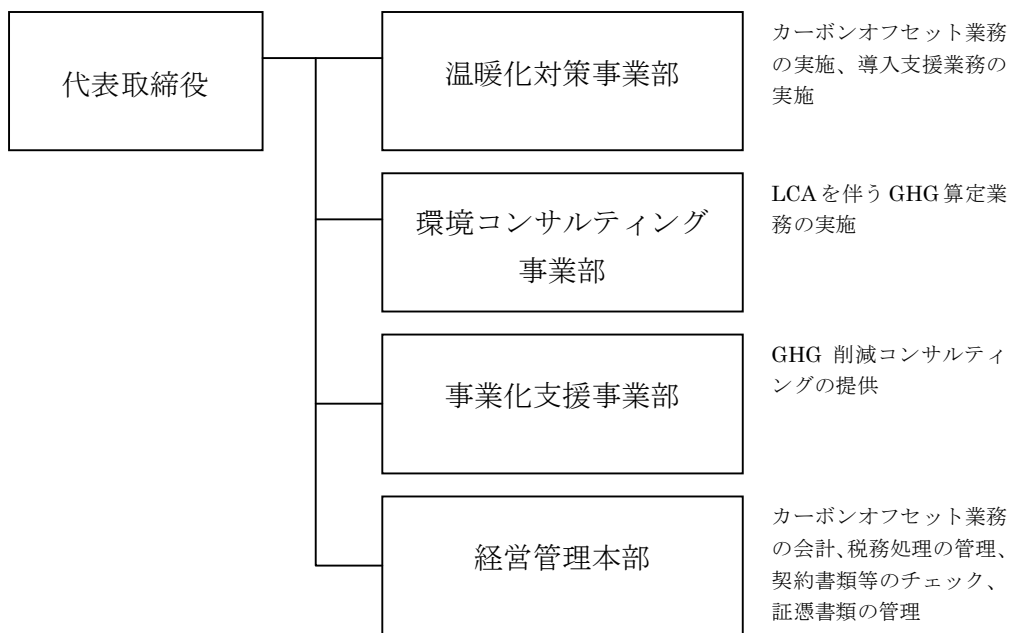 代表取締役
温暖化対策事業部
カーボンオフセット業務
の実施、導入支援業務の
実施
環境コンサルティング
事業部
LCAを伴うGHG算定業
務の実施
事業化支援事業部
GHG 削減コンサルティ
ングの提供
経営管理本部
カーボンオフセット業務
の会計、税務処理の管理、
契約書類等のチェック、
証憑書類の管理